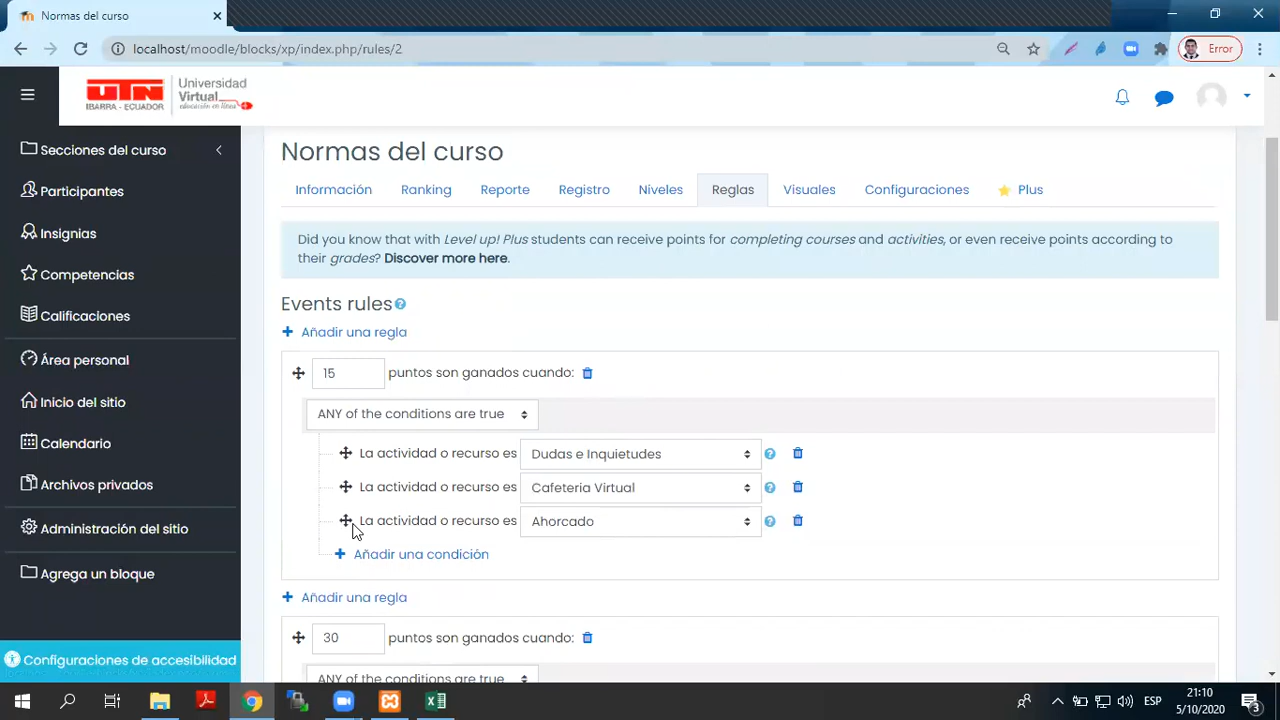 Normas del curso
localhost/moodle/blocks/xp/index.php/rules/2
Error
UTN
IBARRA - ECUADOR
Universidad
Virtual
educación en línea
Secciones del curso
Participantes
Insignias
Competencias
Calificaciones
Área personal
Inicio del sitio
Calendario
Archivos privados
Administración del sitio
Agrega un bloque
Configuraciones de accesibilidad
Normas del curso
Información Ranking Reporte Registro Niveles Reglas Visuales Configuraciones Plus
Did you know that with Level up! Plus students can receive points for completing courses and activities, or even receive points according to
their grades? Discover more here.
Events rules
Añadir una regla
15 puntos son ganados cuando:
ANY of the conditions are true
La actividad o recurso es Dudas e Inquietudes
La actividad o recurso es Cafeteria Virtual
La actividad o recurso es Ahorcado
Añadir una condición
Añadir una regla
30 puntos son ganados cuando:
ANY of the conditions are true
ESP
21:10
5/10/2020
3